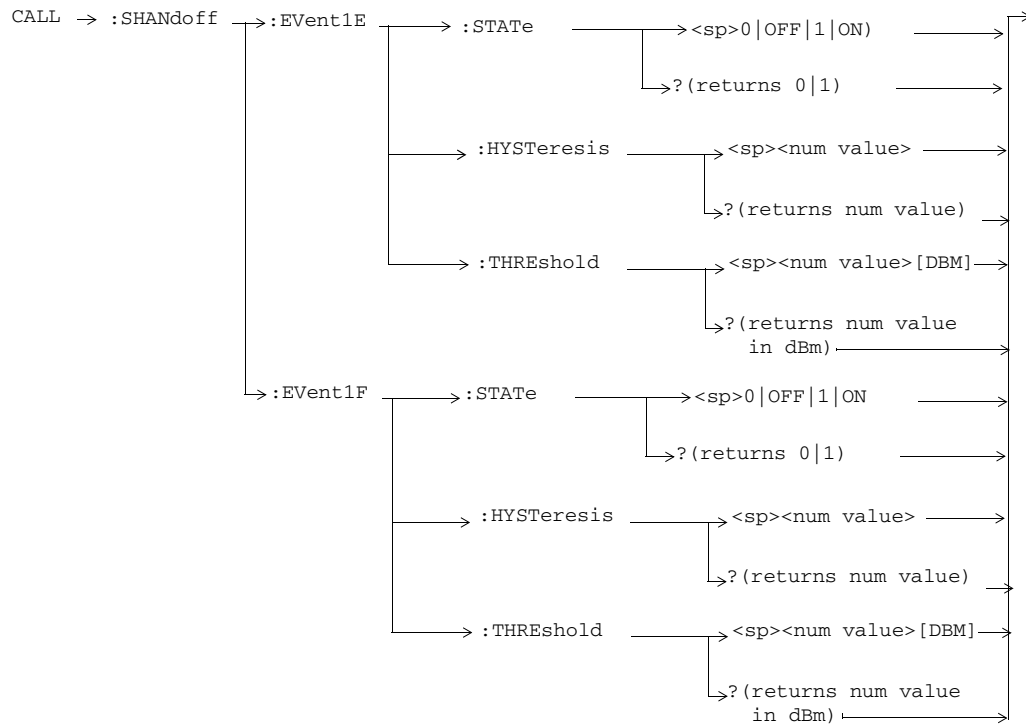 CALL :SHANdoff :EVent1E :STATe <sp>0|OFF|1|ON)
?(returns 0|1)
:HYSTeresis <sp><num value>
?(returns num value)
:THREshold <sp><num value>[DBM]
?(returns num value
in dBm)
:EVent1F :STATe <sp>0|OFF|1|ON
?(returns 0|1)
:HYSTeresis <sp><num value>
?(returns num value)
:THREshold <sp><num value>[DBM]
?(returns num value
in dBm)